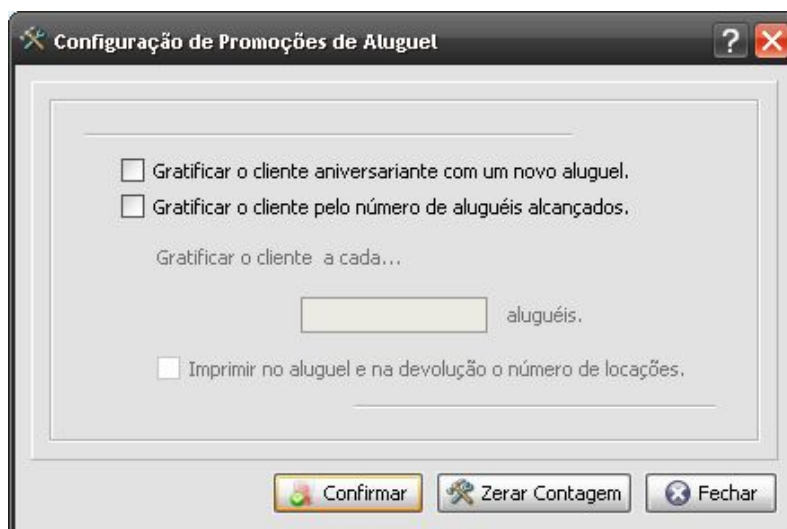 Configuração de Promoções de Aluguel
?
Gratificar o cliente aniversariante com um novo aluguel.
Gratificar o cliente pelo número de aluguéis alcançados.
Gratificar o cliente a cada...
aluguéis.
Imprimir no aluguel e na devolução o número de locações.
Confirmar Zerar Contagem Fechar